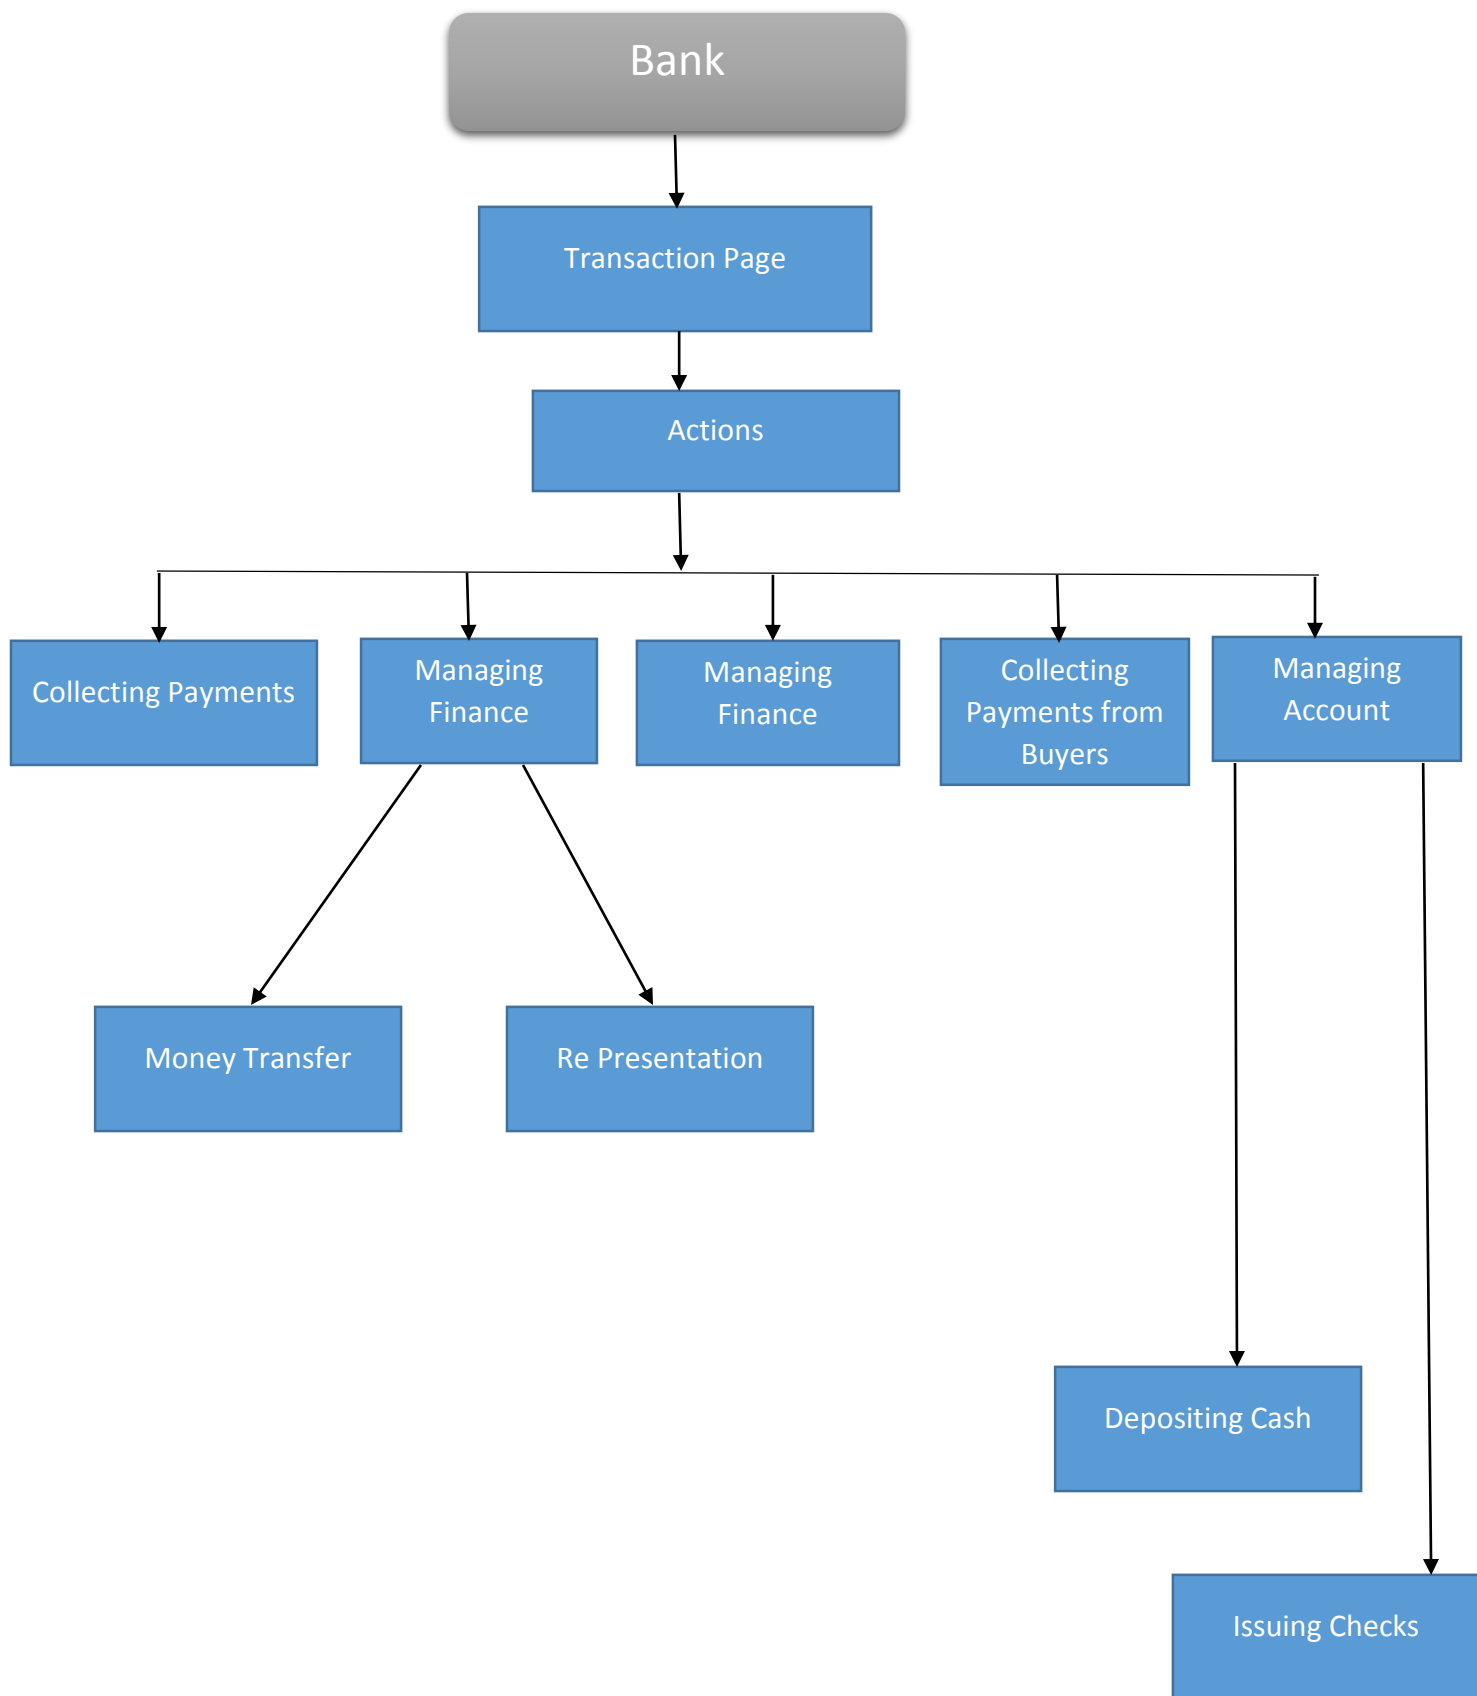 Bank
Transaction Page
Actions
Collecting Payments
Managing
Finance
Managing
Finance
Collecting
Payments from
Buyers
Managing
Account
Money Transfer
Re Presentation
Depositing Cash
Issuing Checks